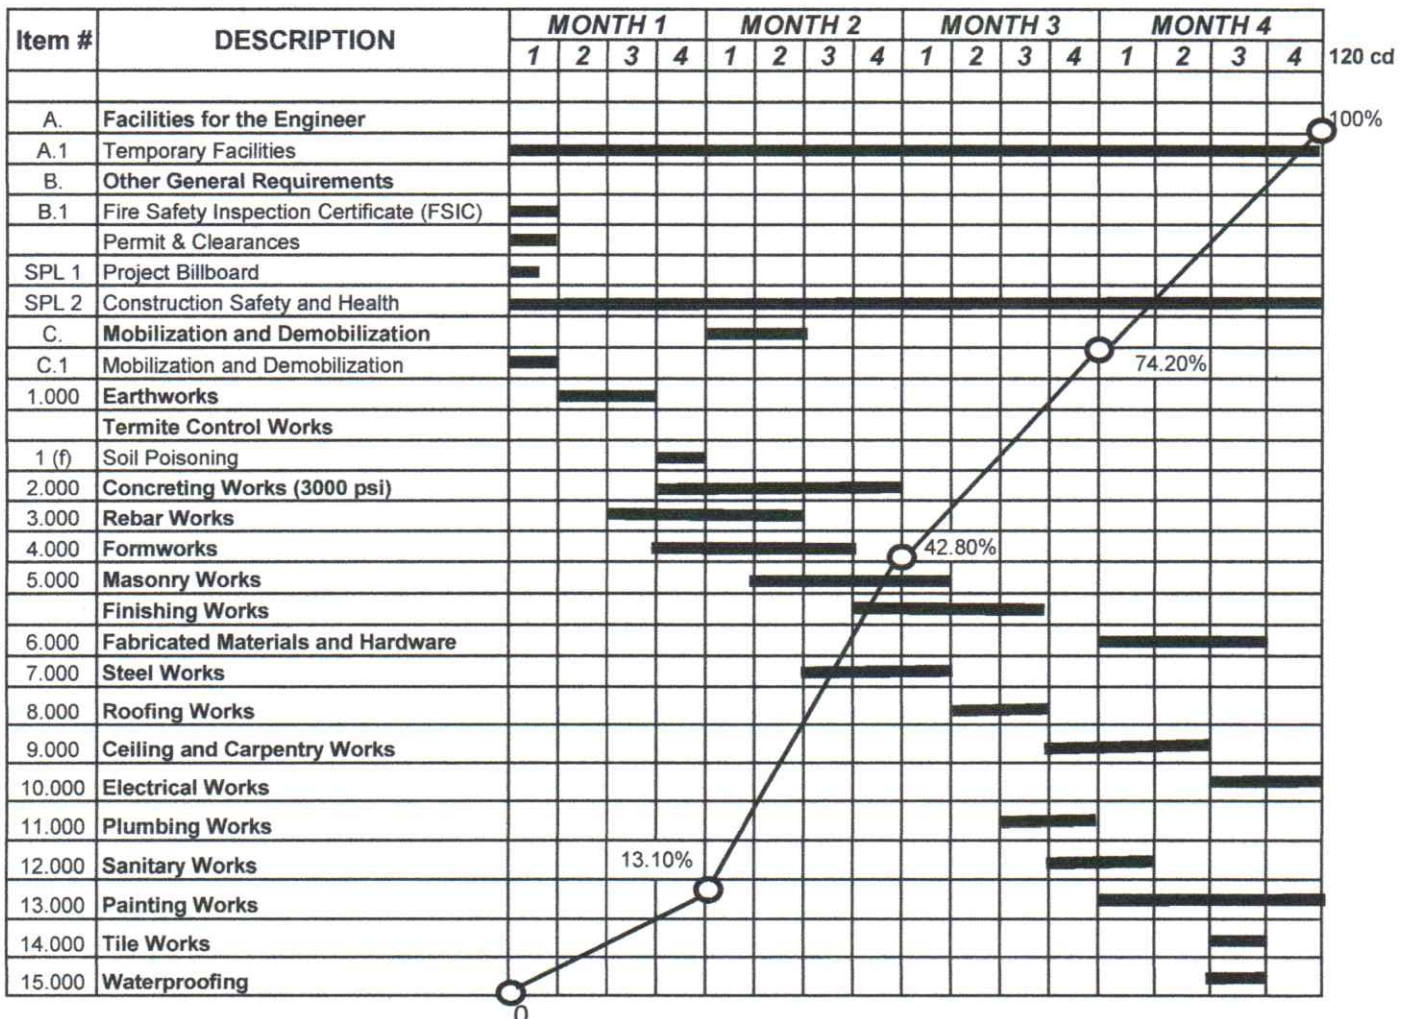 Item # DESCRIPTION MONTH 1 MONTH 2 MONTH 3 MONTH 4
1 2 3 4 1 2 3 4 1 2 3 4 1 2 3 4 120 cd
A. Facilities for the Engineer 100%
A.1 Temporary Facilities
B. Other General Requirements
B.1 Fire Safety Inspection Certificate (FSIC)
Permit & Clearances
SPL 1 Project Billboard
SPL 2 Construction Safety and Health
C. Mobilization and Demobilization
C.1 Mobilization and Demobilization 74.20%
1.000 Earthworks
Termite Control Works
1 (f) Soil Poisoning
2.000 Concreting Works (3000 psi)
3.000 Rebar Works
4.000 Formworks 42.80%
5.000 Masonry Works
Finishing Works
6.000 Fabricated Materials and Hardware
7.000 Steel Works
8.000 Roofing Works
9.000 Ceiling and Carpentry Works
10.000 Electrical Works
11.000 Plumbing Works
12.000 Sanitary Works 13.10%
13.000 Painting Works
14.000 Tile Works
15.000 Waterproofing
0